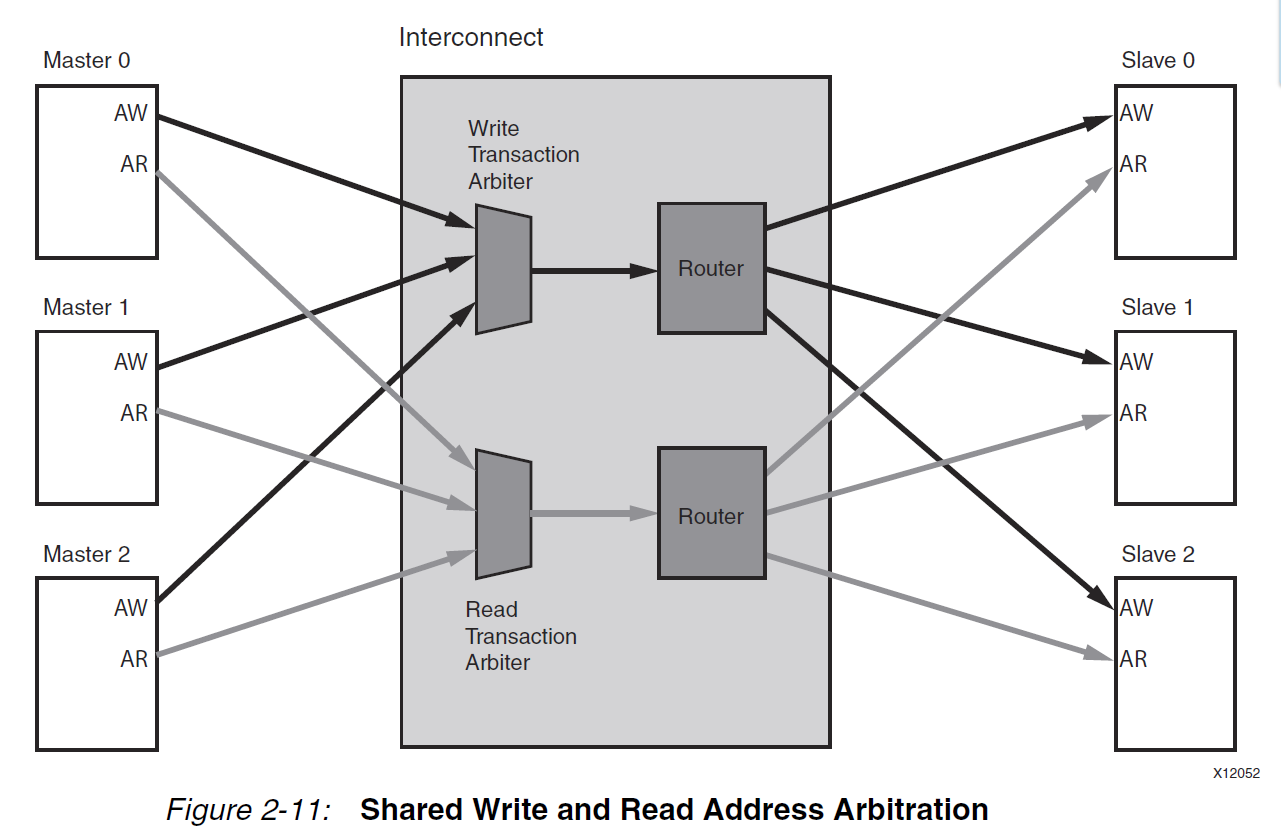 Interconnect
Master 0
AW
AR
Master 1
AW
AR
Master 2
AW
AR
Write
Transaction
Arbiter
Router
Read
Transaction
Arbiter
Router
Slave 0
AW
AR
Slave 1
AW
AR
Slave 2
AW
AR
X12052
Figure 2-11: Shared Write and Read Address Arbitration